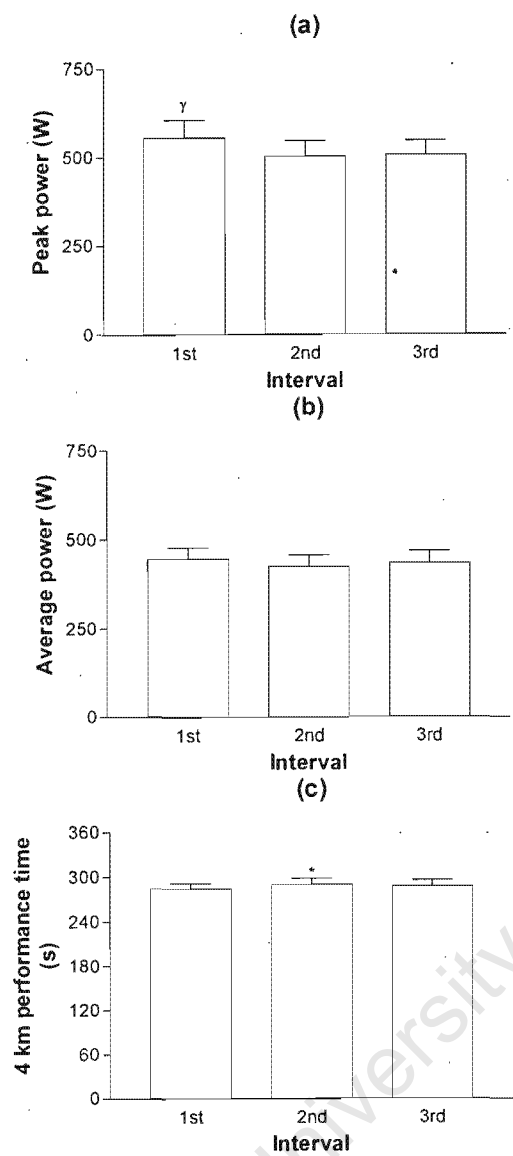 (a)
Peak power (W)
750
500
250
0
γ
1st 2nd 3rd
Interval
(b)
Average power (W)
750
500
250
0
1st 2nd 3rd
Interval
(c)
4 km performance time
(s)
360
300
240
180
120
60
0
*
1st 2nd 3rd
Interval
University